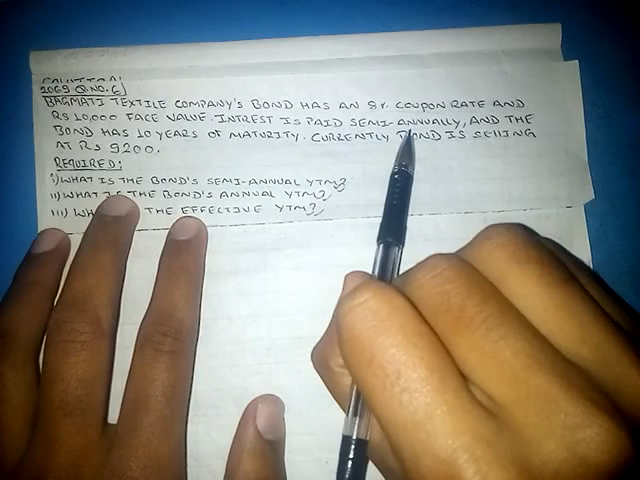 2069 Q.NO. 6]
BAGMATI TEXTILE COMPANY'S BOND HAS AN 8% COUPON RATE AND
RS 10,000 FACE VALUE. INTREST IS PAID SEMI-ANNUALLY, AND THE
BOND HAS 10 YEARS OF MATURITY. CURRENTLY BOND IS SELLING
AT RS 9200.
REQUIRED:
i) WHAT IS THE BOND'S SEMI-ANNUAL YTM?
ii) WHAT IS THE BOND'S ANNUAL YTM?
iii) THE EFFECTIVE YTM?